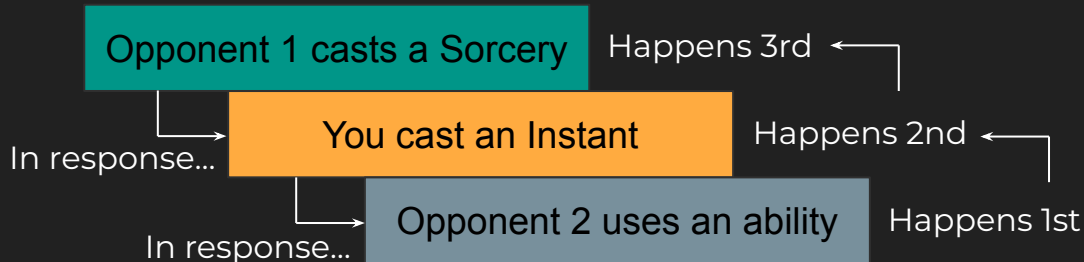 Opponent 1 casts a Sorcery
Happens 3rd
In response...
You cast an Instant
Happens 2nd
In response...
Opponent 2 uses an ability
Happens 1st